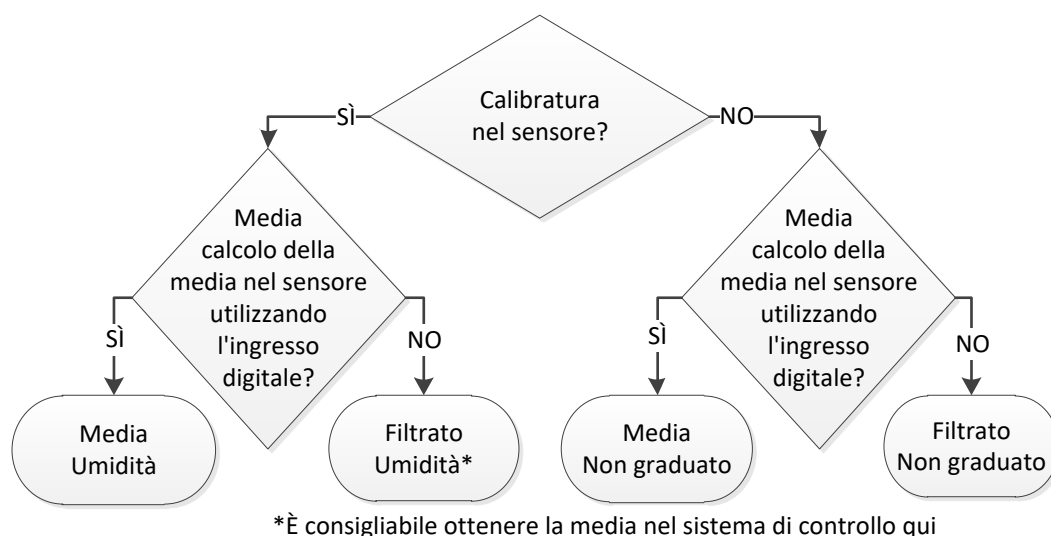 Calibratura
nel sensore?
SÌ
NO
Media
calcolo della
media nel sensore
utilizzando
l'ingresso
digitale?
Media
calcolo della
media nel sensore
utilizzando
l'ingresso
digitale?
SÌ
NO
SÌ
NO
Media
Umidità
Filtrato
Umidità*
Media
Non graduato
Filtrato
Non graduato
*È consigliabile ottenere la media nel sistema di controllo qui